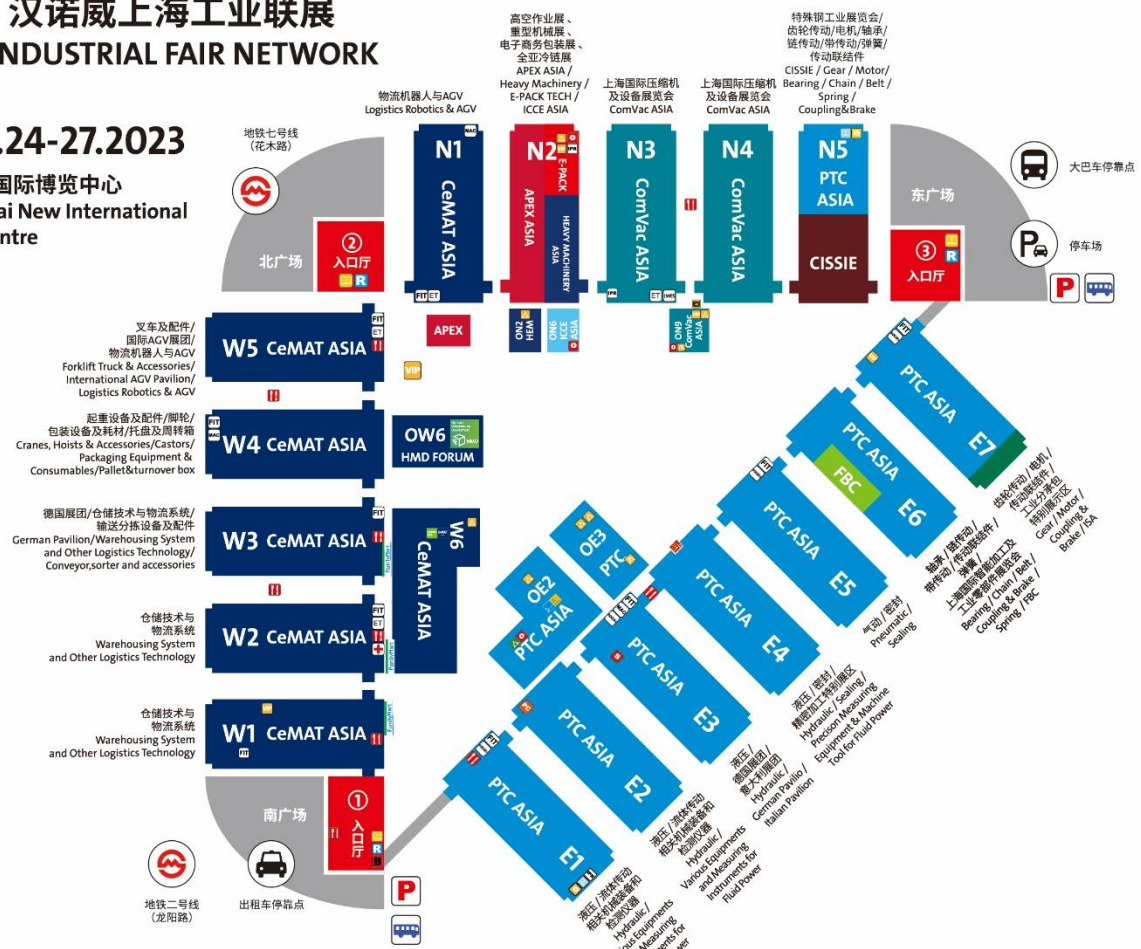 汉诺威上海工业联展
INDUSTRIAL FAIR NETWORK
.24-27.2023
国际博览中心
ai New International
ntre
地铁七号线
（花木路）
北广场
②
入口厅
R
物流机器人与AGV
Logistics Robotics & AGV
N1
CeMAT ASIA
MAC
FIT
ET
APEX
VIP
高空作业展、
重型机械展、
电子商务包装展、
全亚冷链展
APEX ASIA /
Heavy Machinery /
E-PACK TECH /
ICCE ASIA
N2
E-PACK
IPR
APEX ASIA
HEAVY MACHINERY
ASIA
HEM
ON2
ICCE
ASIA
ON6
上海国际压缩机
及设备展览会
ComVac ASIA
N3
ComVac ASIA
IPR
ET
LMES
上海国际压缩机
及设备展览会
ComVac ASIA
N4
ComVac ASIA
ComVac
ASIA
ON9
特殊钢工业展览会/
齿轮传动/电机/轴承/
链传动/带传动/弹簧/
传动联结件
CISSIE / Gear / Motor/
Bearing / Chain / Belt /
Spring /
Coupling&Brake
N5
PTC
ASIA
CISSIE
东广场
③
入口厅
R
大巴车停靠点
P
停车场
P
叉车及配件/
国际AGV展团/
物流机器人与AGV
Forklift Truck & Accessories/
International AGV Pavilion/
Logistics Robotics & AGV
W5 CeMAT ASIA
FIT
ET
起重设备及配件/脚轮/
包装设备及耗材/托盘及周转箱
Cranes, Hoists & Accessories/Castors/
Packaging Equipment &
Consumables/Pallet&turnover box
W4 CeMAT ASIA
FIT
MAC
OW6
HMD FORUM
德国展团/仓储技术与物流系统/
输送分拣设备及配件
German Pavilion/Warehousing System
and Other Logistics Technology/
Conveyor,sorter and accessories
W3 CeMAT ASIA
FIT
W6
CeMAT ASIA
仓储技术与
物流系统
Warehousing System
and Other Logistics Technology
W2 CeMAT ASIA
FIT
ET
FamilyMart
仓储技术与
物流系统
Warehousing System
and Other Logistics Technology
W1 CeMAT ASIA
VIP
FIT
FamilyMart
南广场
①
入口厅
R
B
地铁二号线
（龙阳路）
出租车停靠点
P
OE2
PTC ASIA
OE3
PTC
PTC ASIA
E1
液压/流体传动
相关机械装备和
检测仪器
Hydraulic/
ious Equipments
Measuring
ments for
wer
PTC ASIA
E2
液压/流体传动
相关机械装备和
检测仪器
Hydraulic/
Various Equipments
and Measuring
Instruments for
Fluid Power
PTC ASIA
E3
液压/
德国展团/
意大利展团
Hydraulic /
German Pavilio /
Italian Pavilion
PTC ASIA
E4
液压/密封/
精密加工特别展区
Hydraulic / Sealing /
Precison Measuring
Equipment & Machine
Tool for Fluid Power
PTC ASIA
E5
气动/密封
Pneumatic /
Sealing
PTC ASIA
FBC
E6
轴承/链传动/
带传动/传动联结件/
弹簧/
上海国际智能加工及
工业零部件展览会
Bearing / Chain / Belt /
Coupling & Brake /
Spring / FBC
PTC ASIA
E7
齿轮传动/电机/
传动联结件/
工业分承包
特别展示区
Gear / Motor /
Coupling &
Brake / ISA